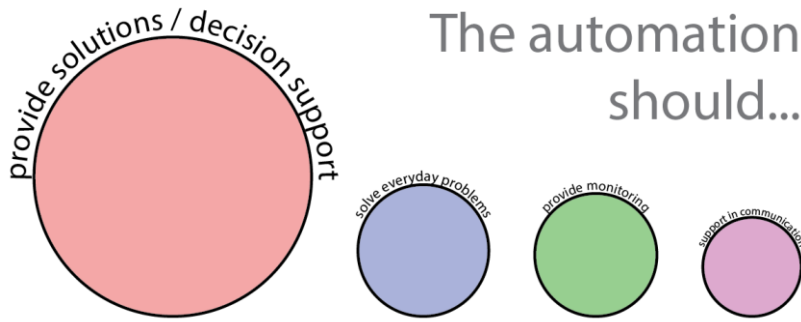 The automation
should...
provide solutions / decision support
solve everyday problems
provide monitoring
support in communication